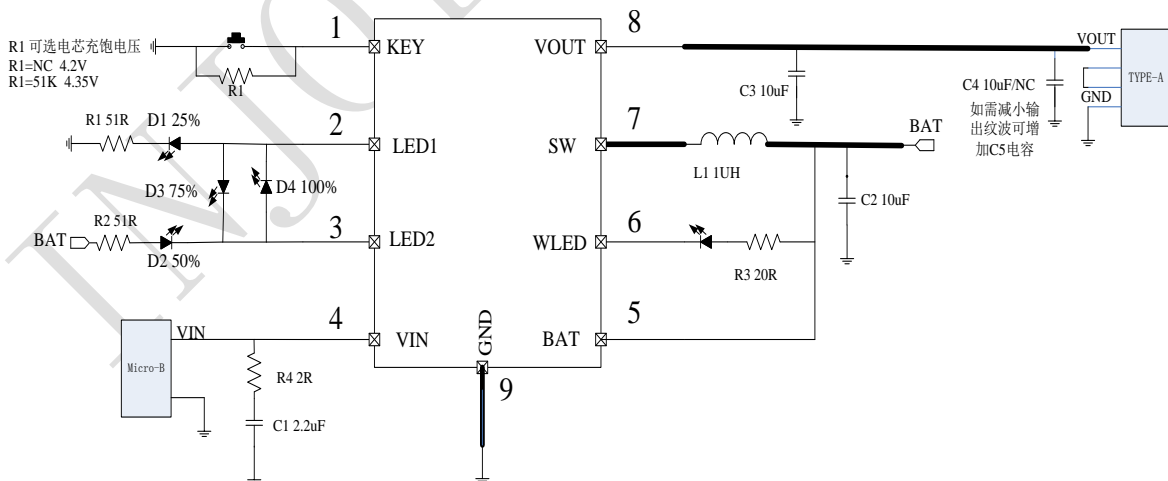 1
8
R1 可选电芯充饱电压
R1=NC 4.2V
R1=51K 4.35V
R1
KEY
VOUT
VOUT
TYPE-A
C3 10uF
C4 10uF/NC
GND
如需减小输
出纹波可增
加C5电容
2
7
BAT
R1 51R
D1 25%
LED1
SW
L1 1UH
D3 75%
D4 100%
C2 10uF
3
6
R2 51R
BAT
D2 50%
LED2
WLED
R3 20R
4
5
VIN
VIN
BAT
GND
Micro-B
R4 2R
9
C1 2.2uF